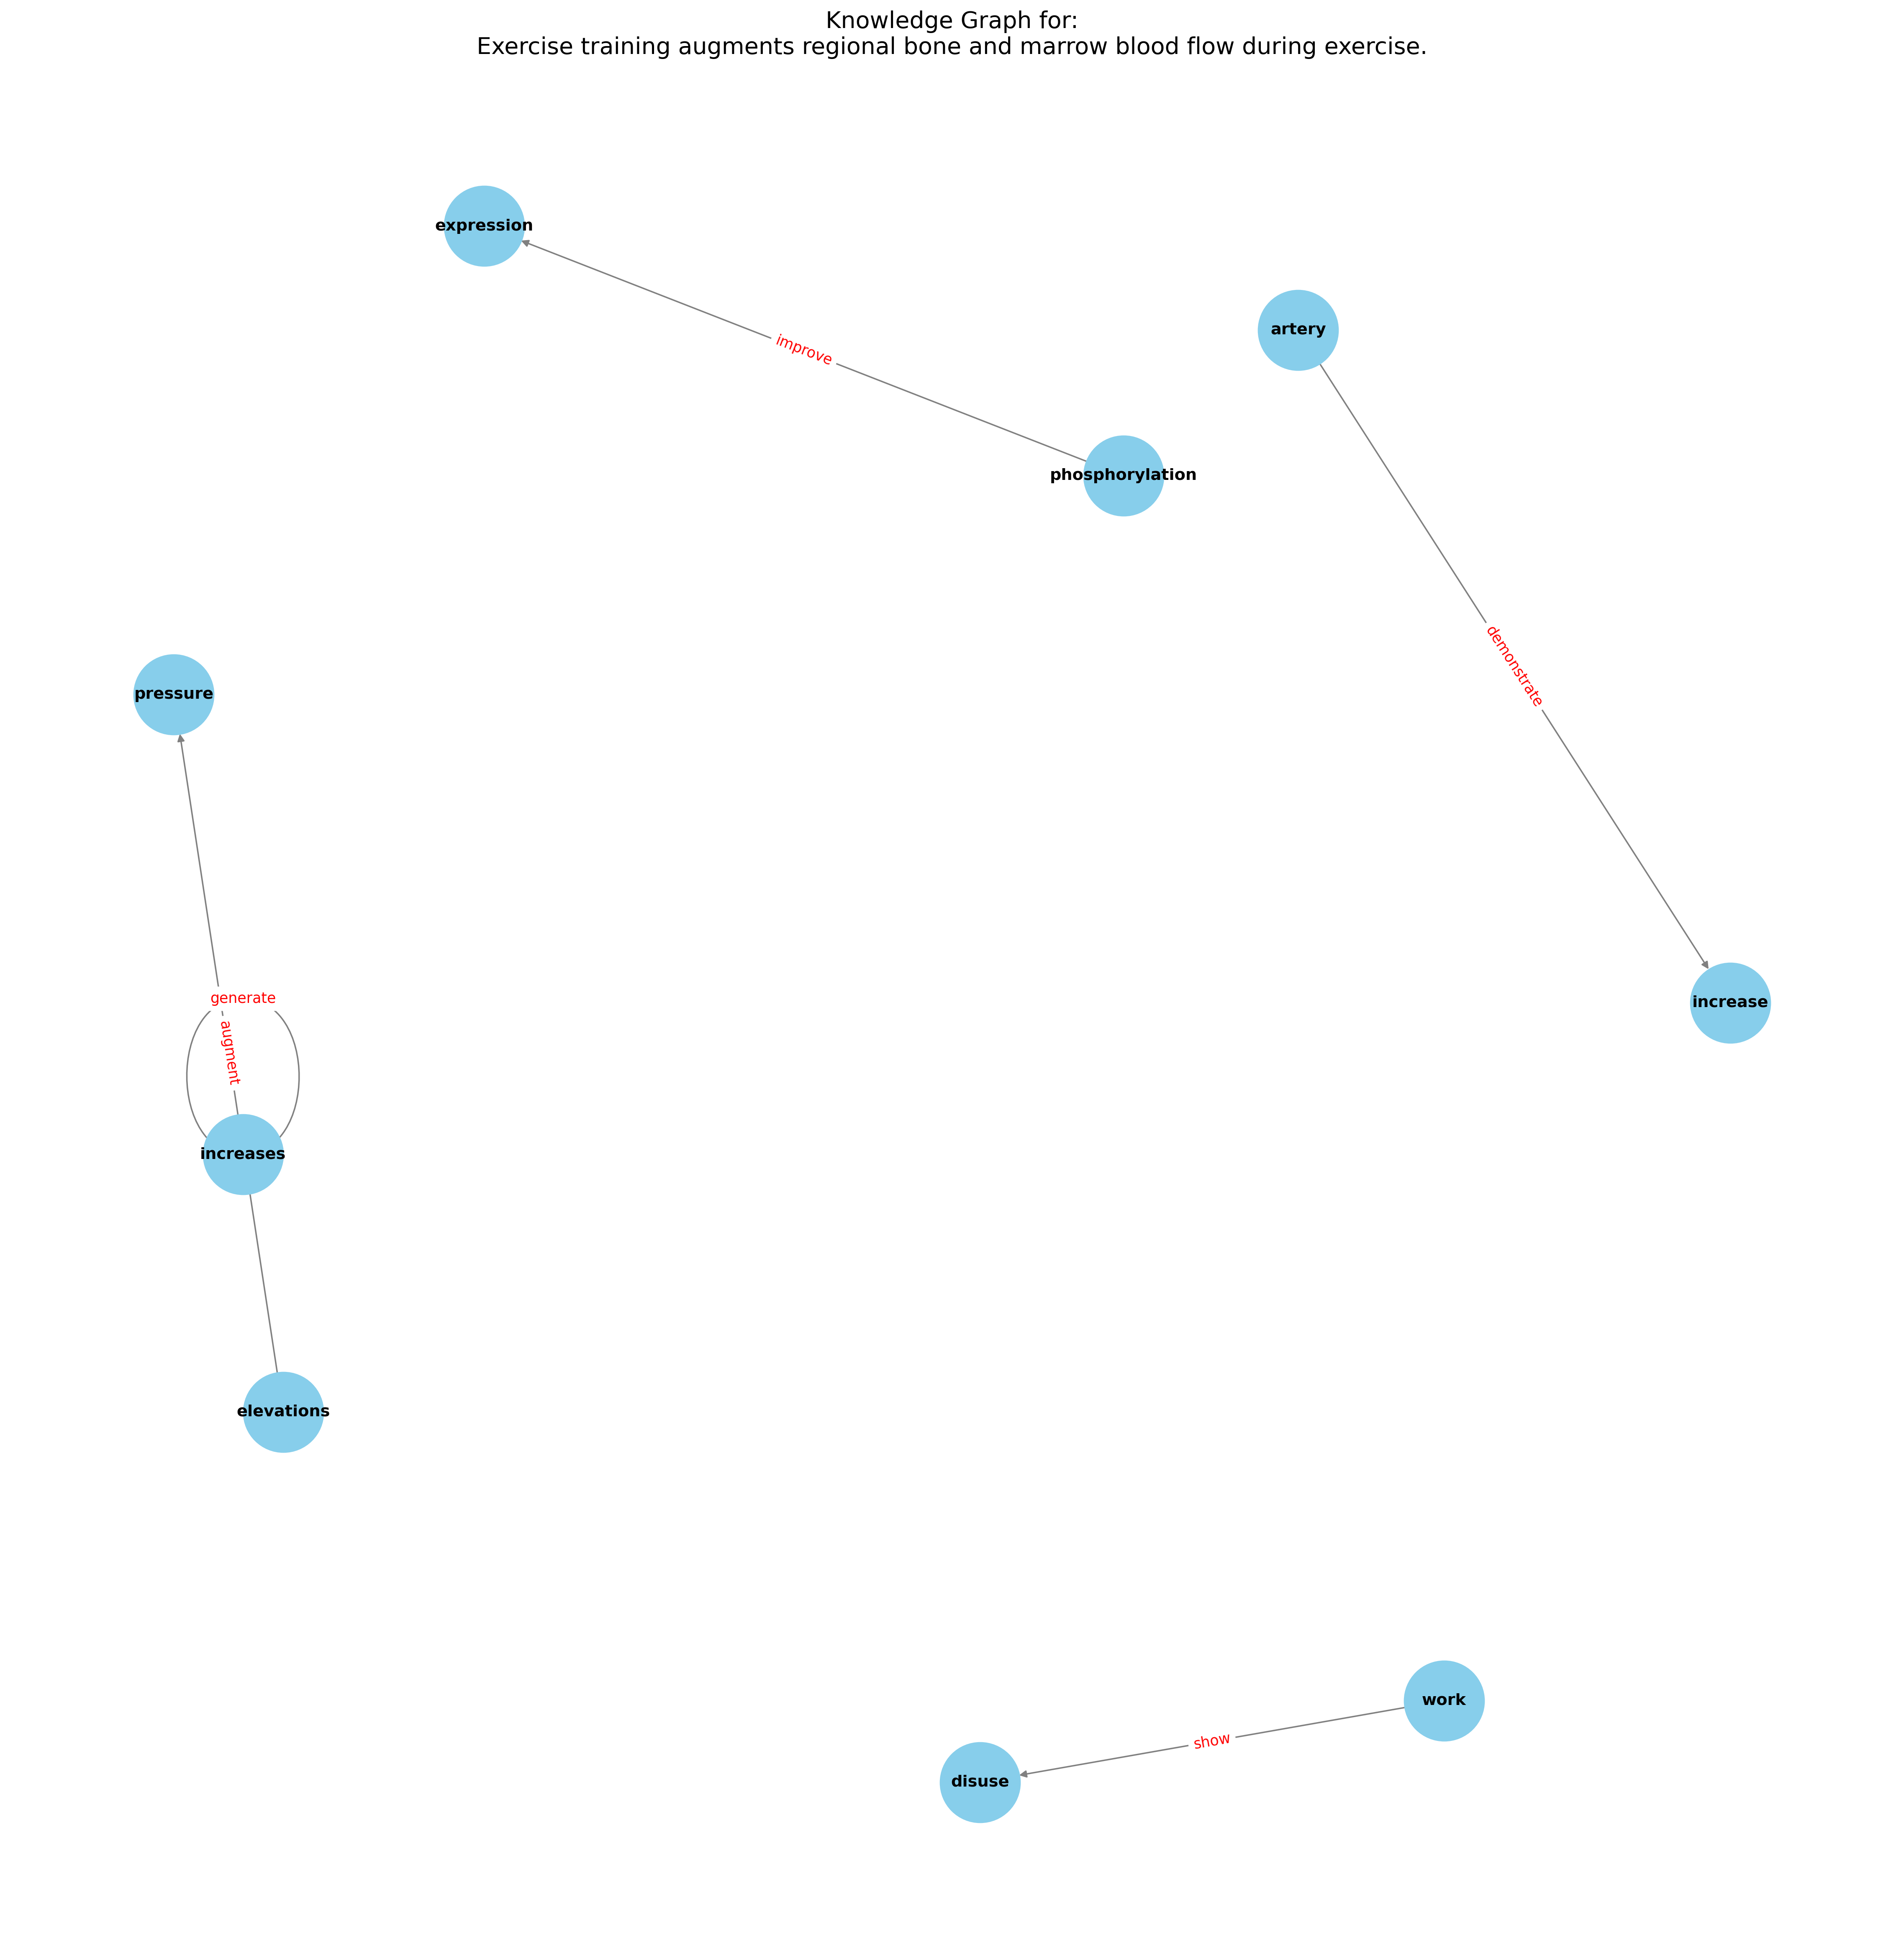 Knowledge Graph for:
Exercise training augments regional bone and marrow blood flow during exercise.
expression
artery
improve
phosphorylation
demonstrate
pressure
generate
increase
augment
increases
elevations
work
show
disuse